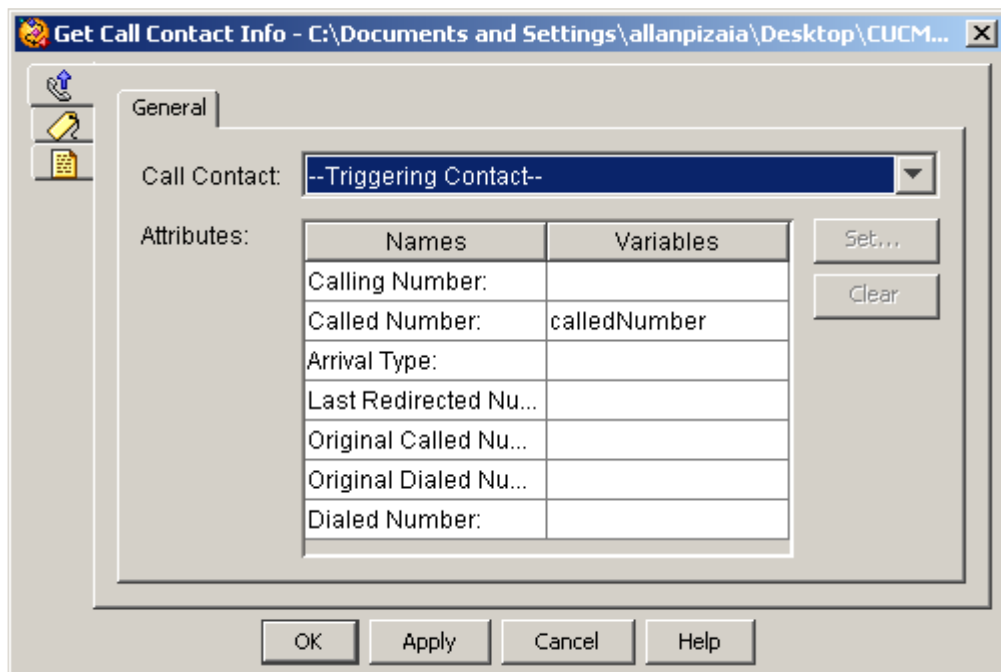 Get Call Contact Info - C:\Documents and Settings\allanpizaia\Desktop\CUCM...
General
Call Contact: --Triggering Contact--
Attributes:
Names Variables
Set...
Calling Number:
Clear
Called Number: calledNumber
Arrival Type:
Last Redirected Nu...
Original Called Nu...
Original Dialed Nu...
Dialed Number:
OK Apply Cancel Help